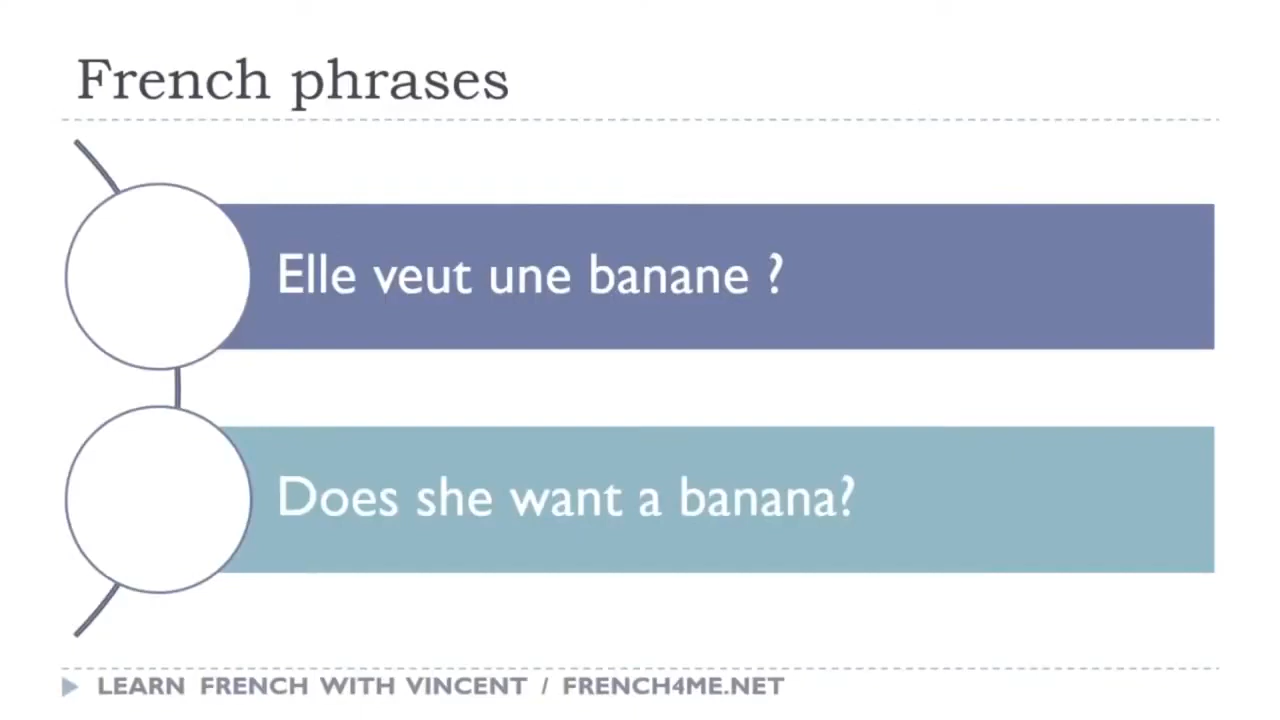 French phrases
Elle veut une banane ?
Does she want a banana?
LEARN FRENCH WITH VINCENT / FRENCH4ME.NET